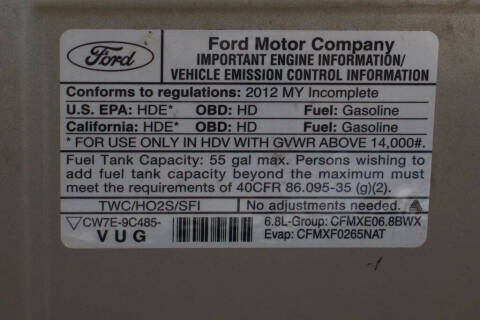 Ford
Ford Motor Company
IMPORTANT ENGINE INFORMATION/
VEHICLE EMISSION CONTROL INFORMATION
Conforms to regulations: 2012 MY Incomplete
U.S. EPA: HDE* OBD: HD Fuel: Gasoline
California: HDE* OBD: HD Fuel: Gasoline
*FOR USE ONLY IN HDV WITH GVWR ABOVE 14,000#.
Fuel Tank Capacity: 55 gal max. Persons wishing to
add fuel tank capacity beyond the maximum must
meet the requirements of 40CFR 86.095-35 (g)(2).
TWC/HO2S/SFI No adjustments needed.
CW7E-9C485- 6.8L-Group: CFMXE06.8BWX
VUG Evap: CFMXF0265NAT